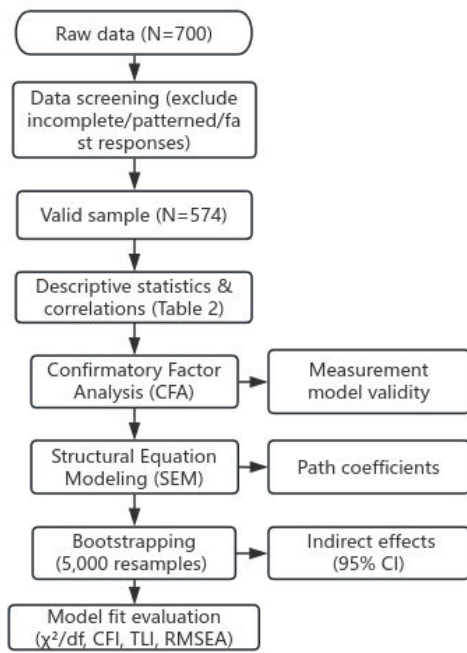 Raw data (N=700)
Data screening (exclude
incomplete/patterned/fa
st responses)
Valid sample (N=574)
Descriptive statistics &
correlations (Table 2)
Confirmatory Factor
Analysis (CFA)
Measurement
model validity
Structural Equation
Modeling (SEM)
Path coefficients
Bootstrapping
(5,000 resamples)
Indirect effects
(95% CI)
Model fit evaluation
(χ²/df, CFI, TLI, RMSEA)